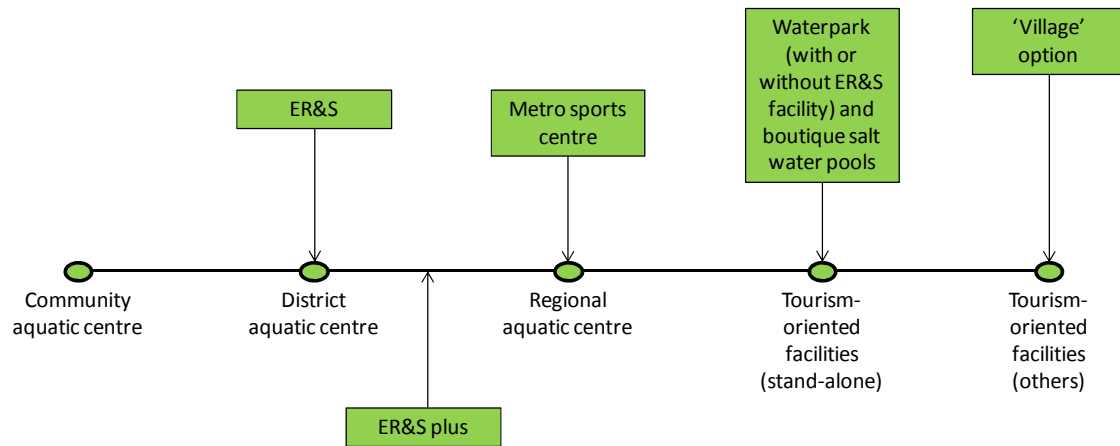 ER&S
Metro sports
centre
Waterpark
(with or
without ER&S
facility) and
boutique salt
water pools
‘Village’
option
Community
aquatic centre
District
aquatic centre
Regional
aquatic centre
Tourism-
oriented
facilities
(stand-alone)
Tourism-
oriented
facilities
(others)
ER&S plus